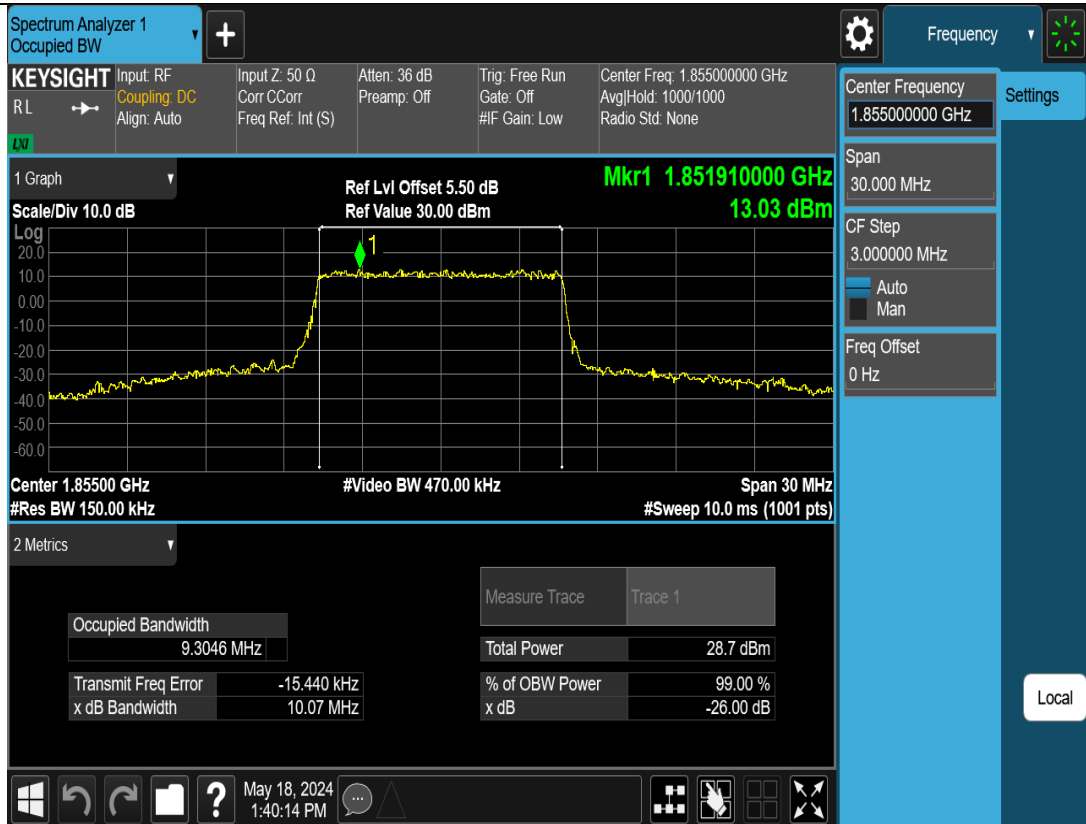 Spectrum Analyzer 1
Occupied BW
+
Frequency
KEYSIGHT
RL
LXI
Input: RF
Coupling: DC
Align: Auto
Input Z: 50 Ω
Corr CCorr
Freq Ref: Int (S)
Atten: 36 dB
Preamp: Off
Trig: Free Run
Gate: Off
#IF Gain: Low
Center Freq: 1.855000000 GHz
Avg|Hold: 1000/1000
Radio Std: None
Center Frequency
1.855000000 GHz
Settings
Span
30.000 MHz
CF Step
3.000000 MHz
Auto
Man
Freq Offset
0 Hz
Local
1 Graph
Scale/Div 10.0 dB
Ref Lvl Offset 5.50 dB
Ref Value 30.00 dBm
Mkr1 1.851910000 GHz
13.03 dBm
Log
1
20.0
10.0
0.00
-10.0
-20.0
-30.0
-40.0
-50.0
-60.0
Center 1.85500 GHz
#Video BW 470.00 kHz
Span 30 MHz
#Res BW 150.00 kHz
#Sweep 10.0 ms (1001 pts)
2 Metrics
Measure Trace Trace 1
Occupied Bandwidth
9.3046 MHz
Total Power 28.7 dBm
Transmit Freq Error -15.440 kHz
% of OBW Power 99.00 %
x dB Bandwidth 10.07 MHz
x dB -26.00 dB
?
May 18, 2024
1:40:14 PM